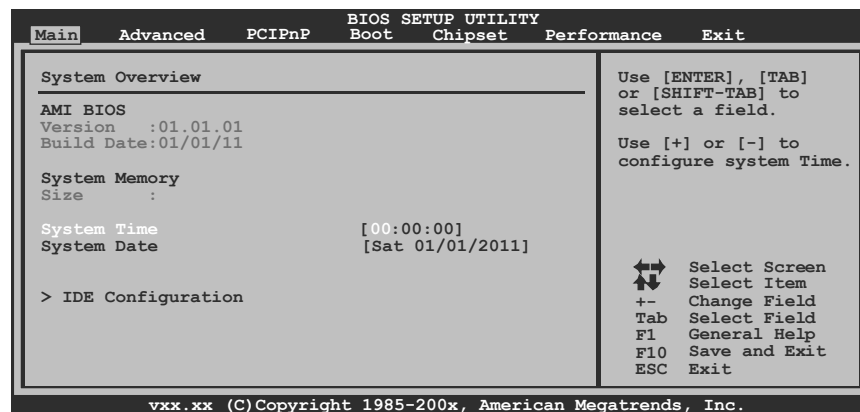 BIOS SETUP UTILITY
Main Advanced PCIPnP Boot Chipset Performance Exit
System Overview
AMI BIOS
Version :01.01.01
Build Date:01/01/11
System Memory
Size :
System Time [00:00:00]
System Date [Sat 01/01/2011]
> IDE Configuration
Use [ENTER], [TAB]
or [SHIFT-TAB] to
select a field.
Use [+] or [-] to
configure system Time.
Select Screen
Select Item
+- Change Field
Tab Select Field
F1 General Help
F10 Save and Exit
ESC Exit
vxx.xx (C)Copyright 1985-200x, American Megatrends, Inc.